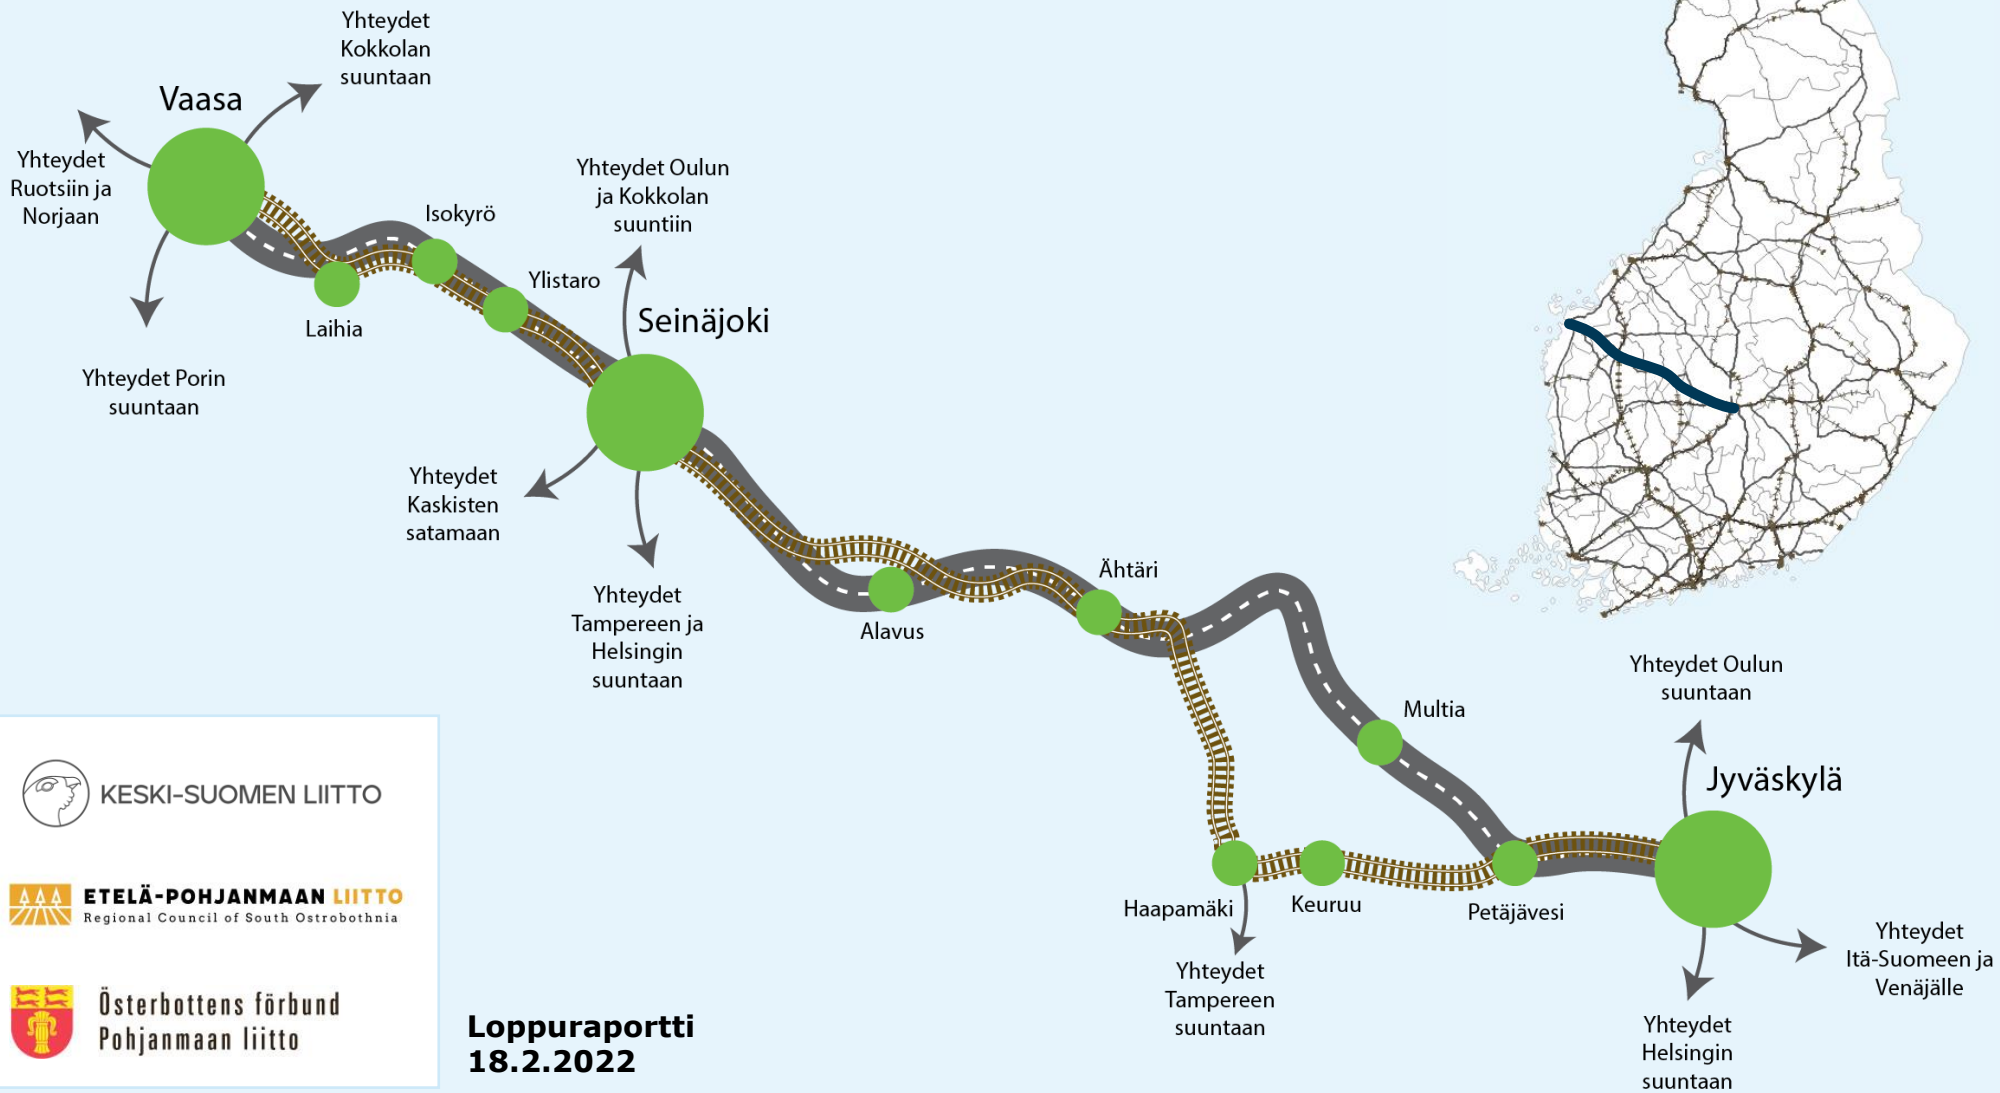 Yhteydet
Kokkolan
suuntaan
Vaasa
Yhteydet
Ruotsiin ja
Norjaan
Yhteydet Oulun
ja Kokkolan
suuntiin
Isokyrö
Ylistaro
Laihia
Seinäjoki
Yhteydet Porin
suuntaan
Yhteydet
Kaskisten
satamaan
Yhteydet
Tampereen ja
Helsingin
suuntaan
Alavus
Ähtäri
Multia
Yhteydet Oulun
suuntaan
Jyväskylä
Haapamäki
Keuruu
Petäjävesi
Yhteydet
Tampereen
suuntaan
Yhteydet
Itä-Suomeen ja
Venäjälle
Yhteydet
Helsingin
suuntaan
KESKI-SUOMEN LIITTO
ETELÄ-POHJANMAAN LIITTO
Regional Council of South Ostrobothnia
Österbottens förbund
Pohjanmaan liitto
Loppuraportti
18.2.2022